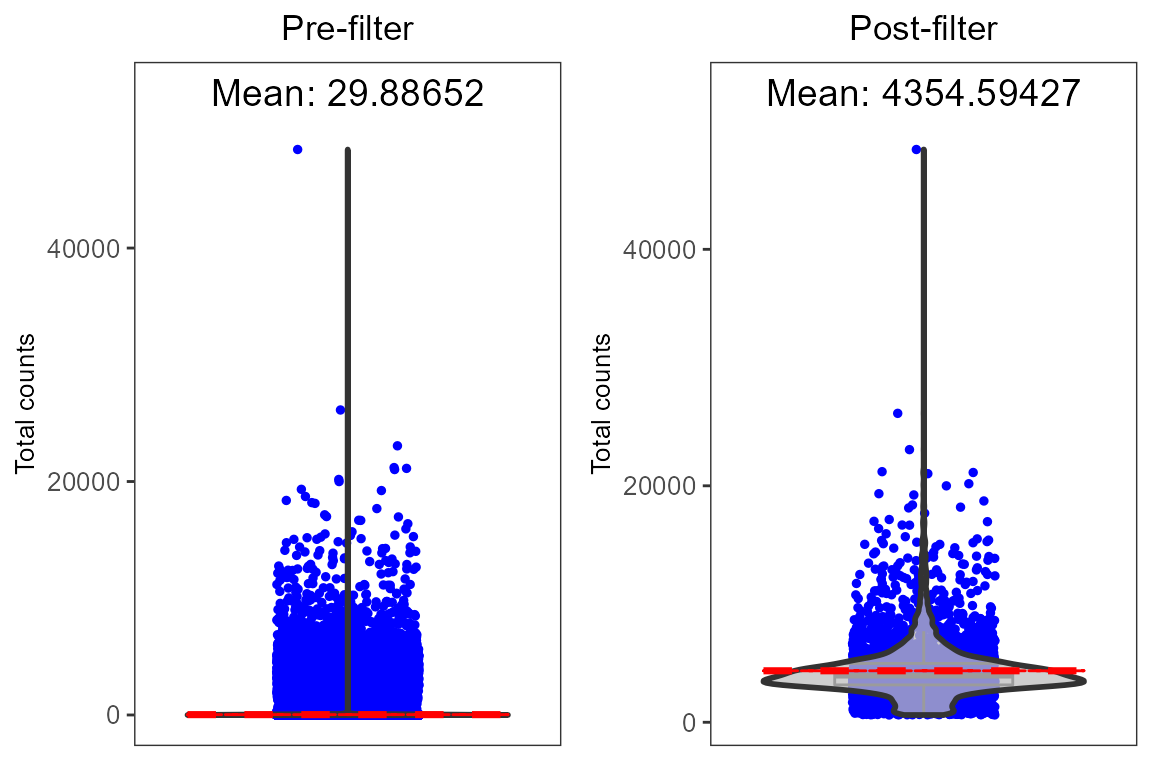 Pre-filter
Mean: 29.88652
Total counts
40000
20000
0
Post-filter
Mean: 4354.59427
Total counts
40000
20000
0